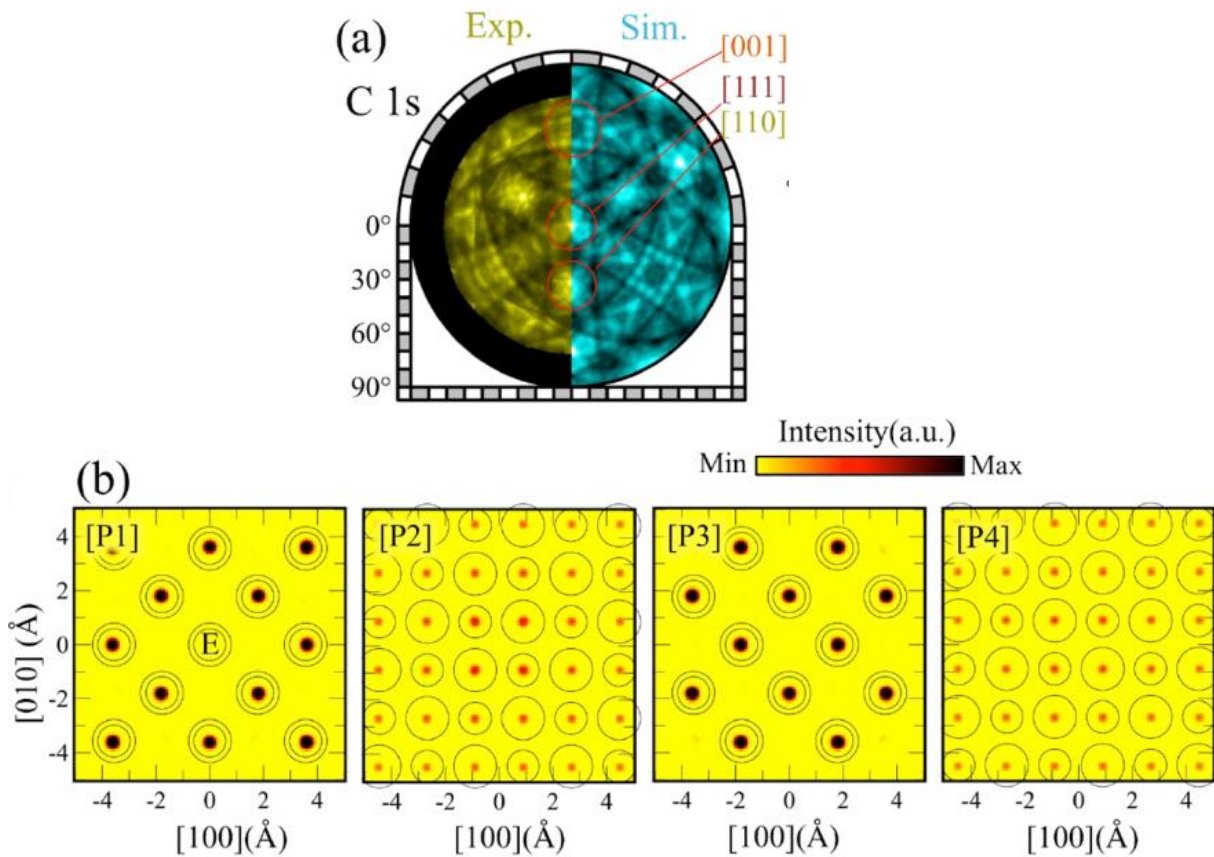 (a)
Exp.
Sim.
[001]
[111]
[110]
C 1s
0°
30°
60°
90°
Intensity(a.u.)
Min
Max
(b)
[P1]
[P2]
[P3]
[P4]
E
[010] (Å)
4
2
0
-2
-4
-4 -2 0 2 4
-4 -2 0 2 4
-4 -2 0 2 4
-4 -2 0 2 4
[100](Å)
[100](Å)
[100](Å)
[100](Å)